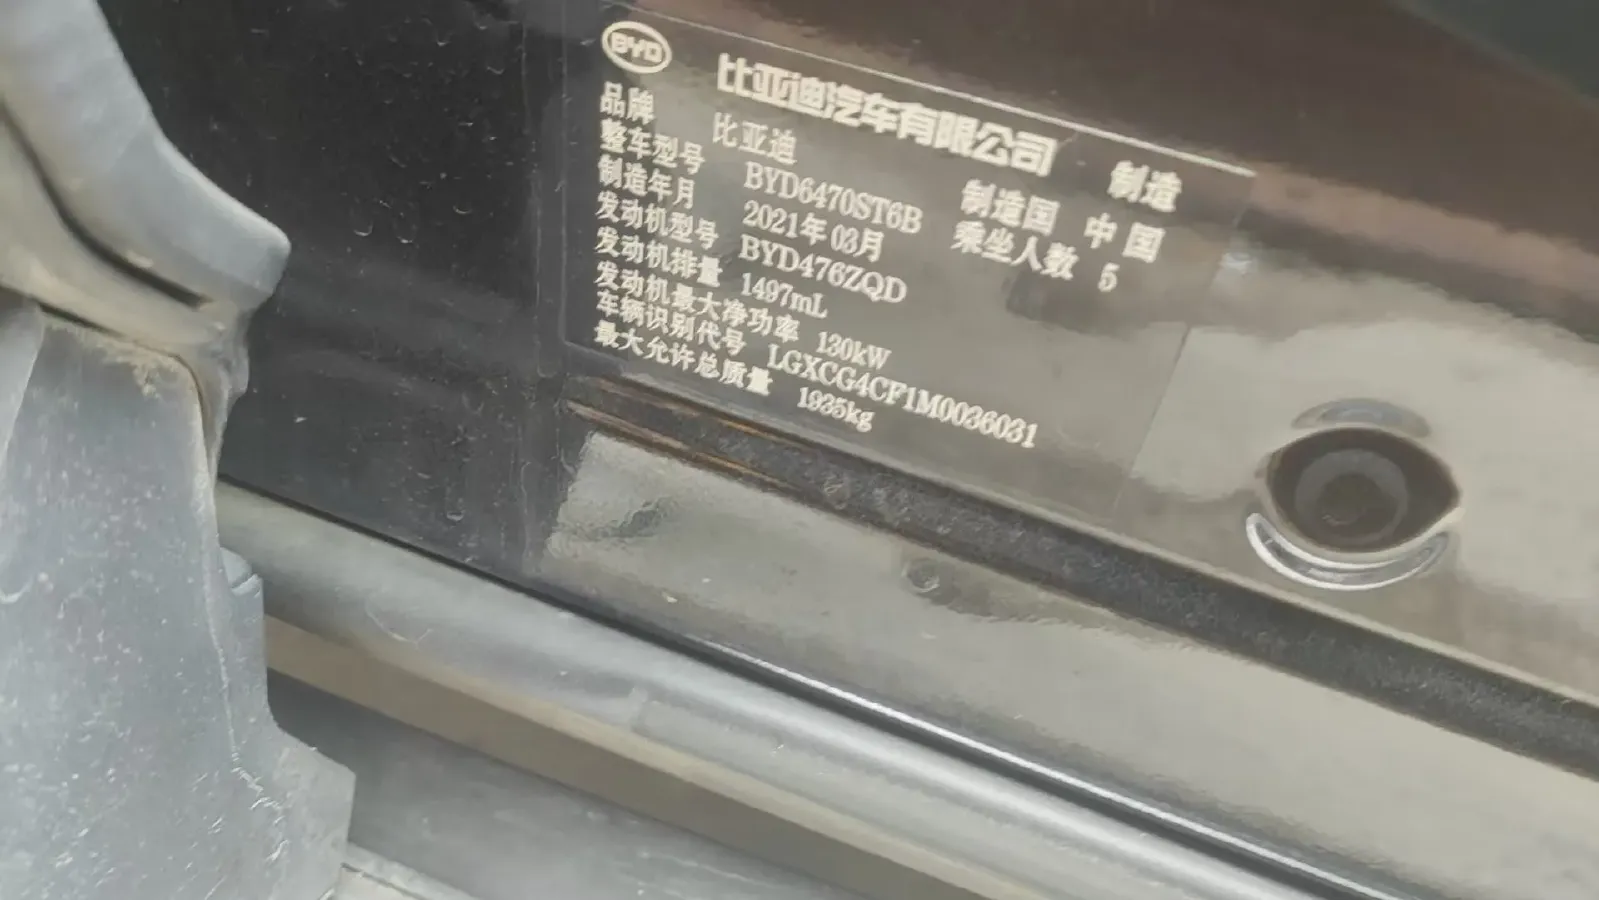 BYD
比亚迪汽车有限公司 制造
品牌 比亚迪 制造国 中国
整车型号 BYD6470ST6B 乘坐人数 5
制造年月 2021年03月
发动机型号 BYD476ZQD
发动机排量 1497mL
发动机最大净功率 130kW
车辆识别代号 LGXCG4CF1M0036031
最大允许总质量 1935kg